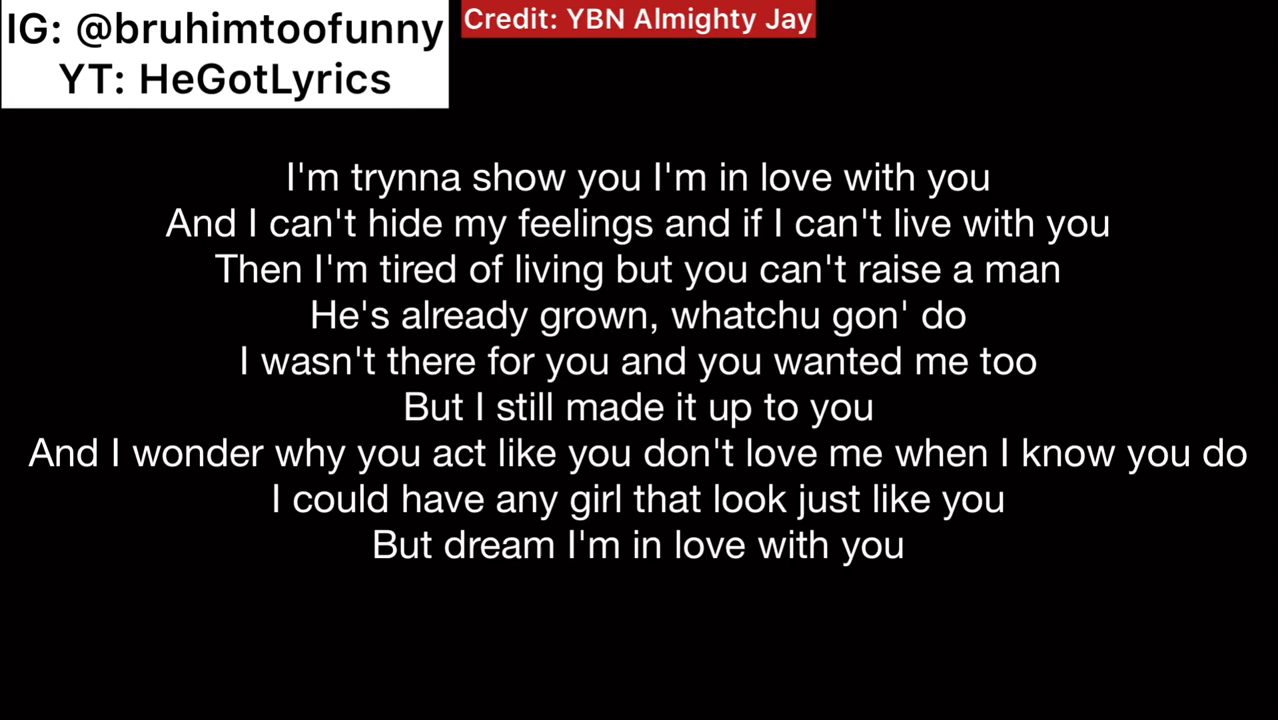 IG: @bruhimtoofunny
YT: HeGotLyrics
Credit: YBN Almighty Jay
I'm trynna show you I'm in love with you
And I can't hide my feelings and if I can't live with you
Then I'm tired of living but you can't raise a man
He's already grown, whatchu gon' do
I wasn't there for you and you wanted me too
But I still made it up to you
And I wonder why you act like you don't love me when I know you do
I could have any girl that look just like you
But dream I'm in love with you